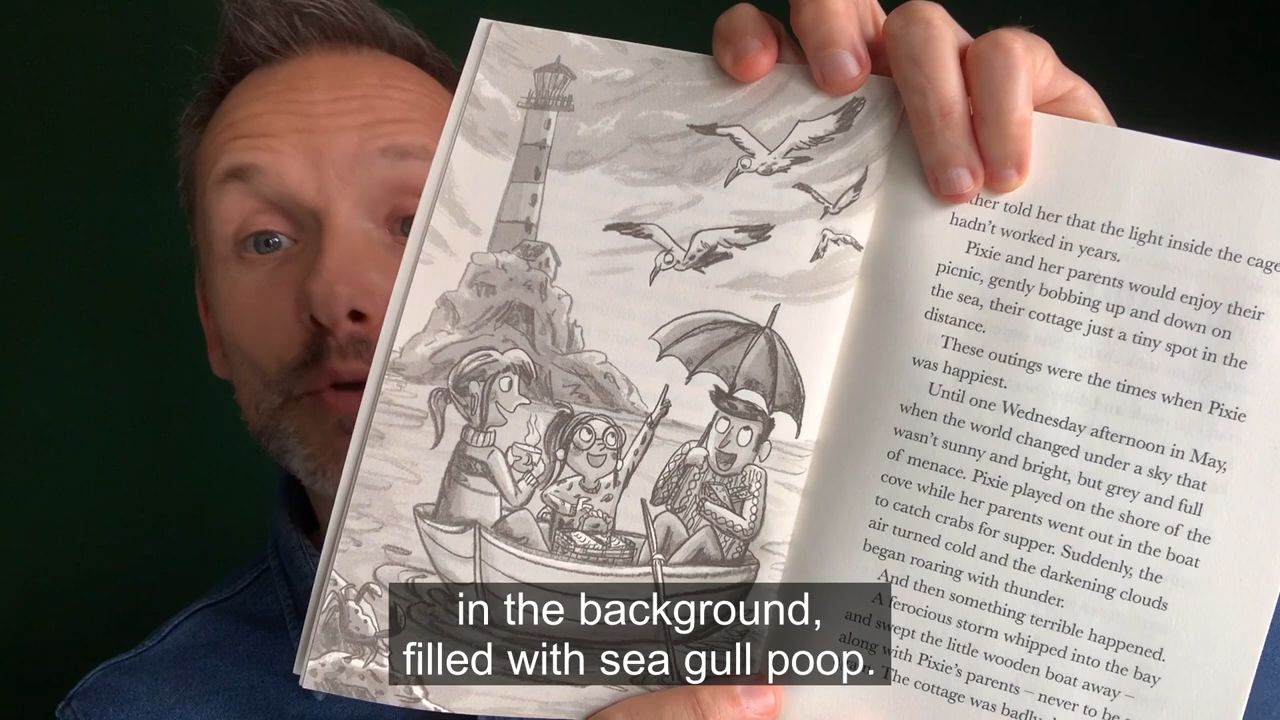 told her that the light inside the cage
hadn't worked in years.
Pixie and her parents would enjoy their
picnic, gently bobbing up and down on
the sea, their cottage just a tiny spot in the
distance.
These outings were the times when Pixie
was happiest.
Until one Wednesday afternoon in May,
when the world changed under a sky that
wasn't sunny and bright, but grey and full
of menace. Pixie played on the shore of the
cove while her parents went out in the boat
to catch crabs for supper. Suddenly, the
air turned cold and the darkening clouds
began roaring with thunder.
And then something terrible happened.
A ferocious storm whipped into the bay
and swept the little wooden boat away –
along with Pixie's parents – never to be
The cottage was badly
in the background,
filled with sea gull poop.